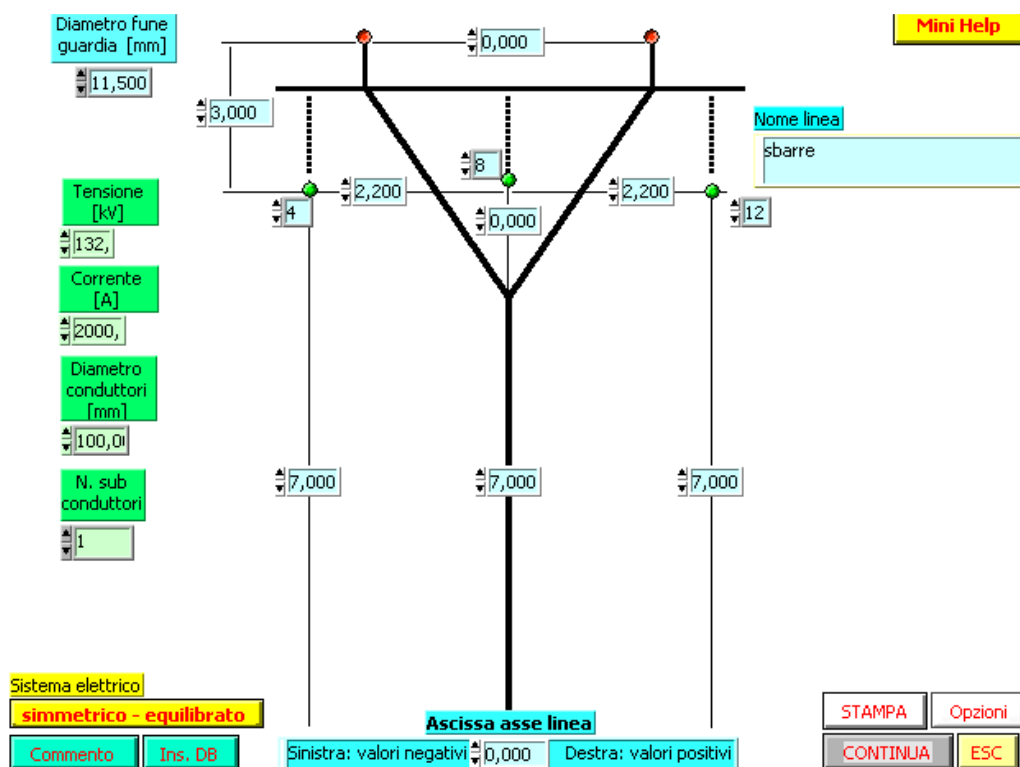 Diametro fune
guardia [mm]
11,500
0,000
Mini Help
3,000
Nome linea
sbarre
8
Tensione
[kV]
132,
2,200
2,200
4
0,000
12
Corrente
[A]
2000,
Diametro
conduttori
[mm]
100,0
N. sub
conduttori
1
7,000
7,000
7,000
Sistema elettrico
simmetrico - equilibrato
Commento
Ins. DB
Ascissa asse linea
Sinistra: valori negativi
0,000
Destra: valori positivi
STAMPA
Opzioni
CONTINUA
ESC